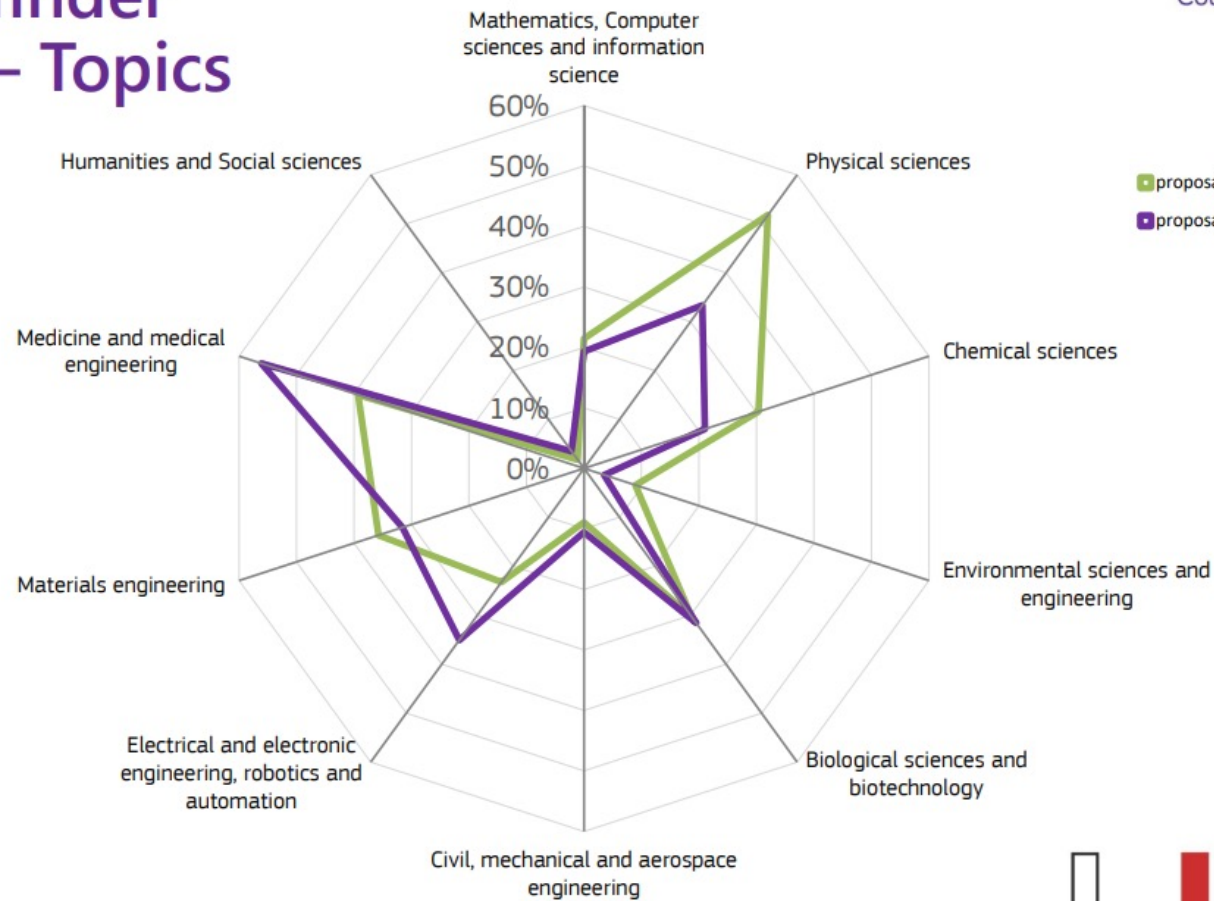 – Topics
Mathematics, Computer
sciences and information
science
60%
50%
40%
30%
20%
10%
0%
Physical sciences
Chemical sciences
Environmental sciences and
engineering
Biological sciences and
biotechnology
Civil, mechanical and aerospace
engineering
Electrical and electronic
engineering, robotics and
automation
Materials engineering
Medicine and medical
engineering
Humanities and Social sciences